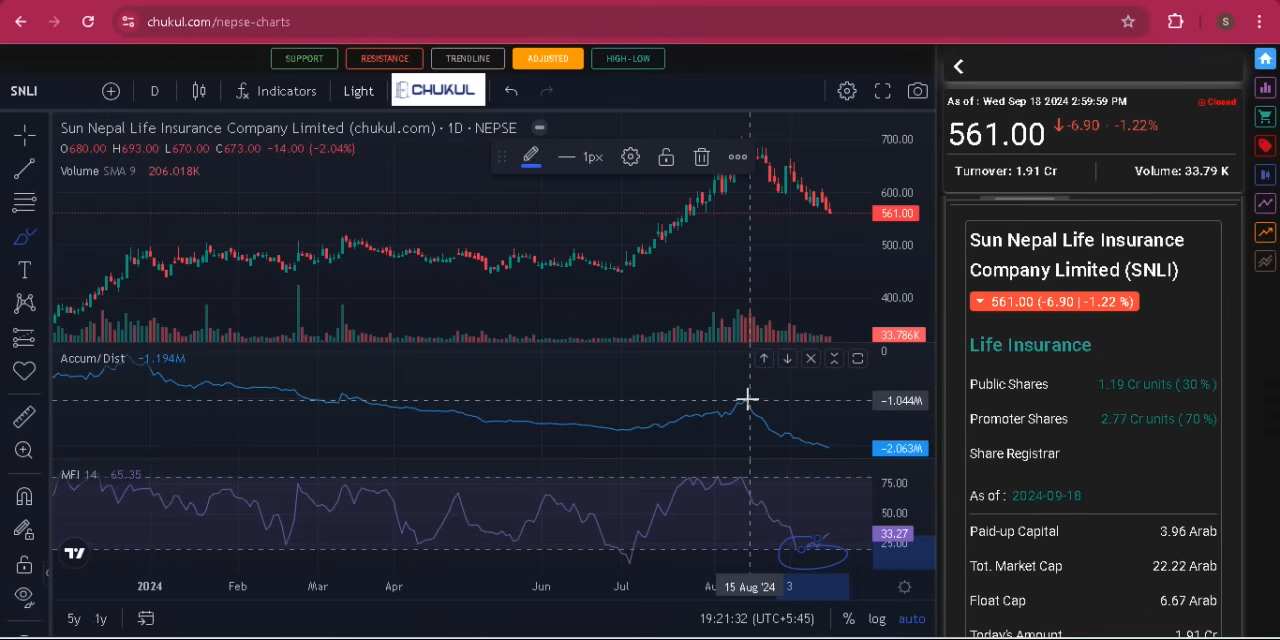 chukul.com/nepse-charts
S
SUPPORT RESISTANCE TRENDLINE ADJUSTED HIGH-LOW
SNLI D Indicators Light CHUKUL
Sun Nepal Life Insurance Company Limited (chukul.com) · 1D · NEPSE
O680.00 H693.00 L670.00 C673.00 −14.00 (−2.04%)
Volume SMA 9 206.018K
1px
700.00
600.00
561.00
500.00
400.00
33.786K
Accum/Dist −1.194M
0
−1.044M
−2.063M
MFI 14 65.35
75.00
50.00
33.27
25.00
2024 Feb Mar Apr Jun Jul Au 15 Aug '24 3
5y 1y 19:21:32 (UTC+5:45) % log auto
As of : Wed Sep 18 2024 2:59:59 PM Closed
561.00 -6.90 - -1.22%
Turnover: 1.91 Cr Volume: 33.79 K
Sun Nepal Life Insurance
Company Limited (SNLI)
561.00 (-6.90 | -1.22 %)
Life Insurance
Public Shares 1.19 Cr units ( 30 % )
Promoter Shares 2.77 Cr units ( 70 %)
Share Registrar
As of : 2024-09-18
Paid-up Capital 3.96 Arab
Tot. Market Cap 22.22 Arab
Float Cap 6.67 Arab
Today's Amount 1.91 Cr